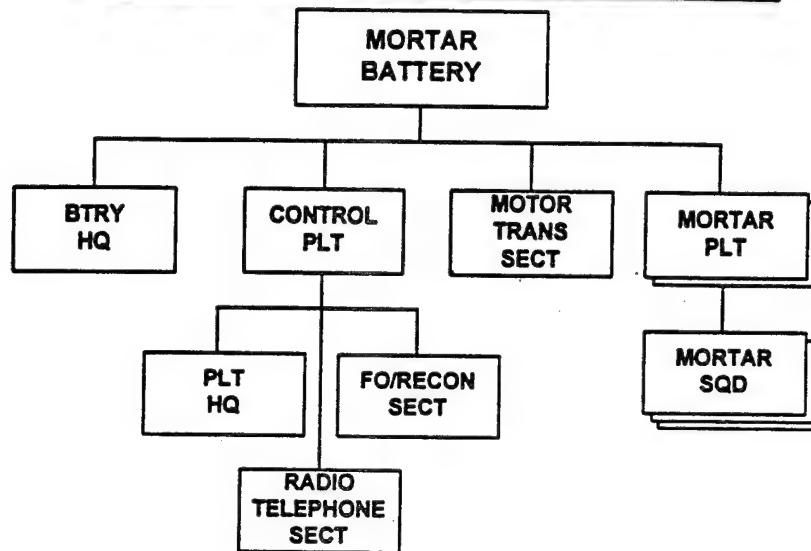 MORTAR
BATTERY
BTRY
HQ
CONTROL
PLT
MOTOR
TRANS
SECT
MORTAR
PLT
PLT
HQ
FO/RECON
SECT
MORTAR
SQD
RADIO
TELEPHONE
SECT